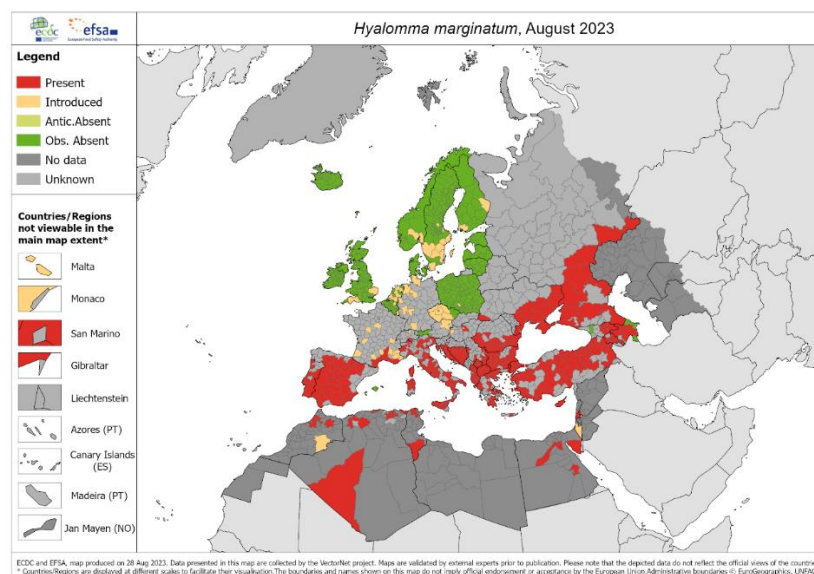 ecdc
efsa
European Food Safety Authority
Hyalomma marginatum, August 2023
Legend
Present
Introduced
Antic.Absent
Obs. Absent
No data
Unknown
Countries/Regions
not viewable in the
main map extent*
Malta
Monaco
San Marino
Gibraltar
Liechtenstein
Azores (PT)
Canary Islands
(ES)
Madeira (PT)
Jan Mayen (NO)
ECDC and EFSA, map produced on 28 Aug 2023. Data presented in this map are collected by the VectorNet project. Maps are validated by external experts prior to publication. Please note that the depicted data do not reflect the official views of the countrie
* Countries/Regions are displayed at different scales to facilitate their visualisation.The boundaries and names shown on this map do not imply official endorsement or acceptance by the European Union.Administrative boundaries © EuroGeographics, UNFAO